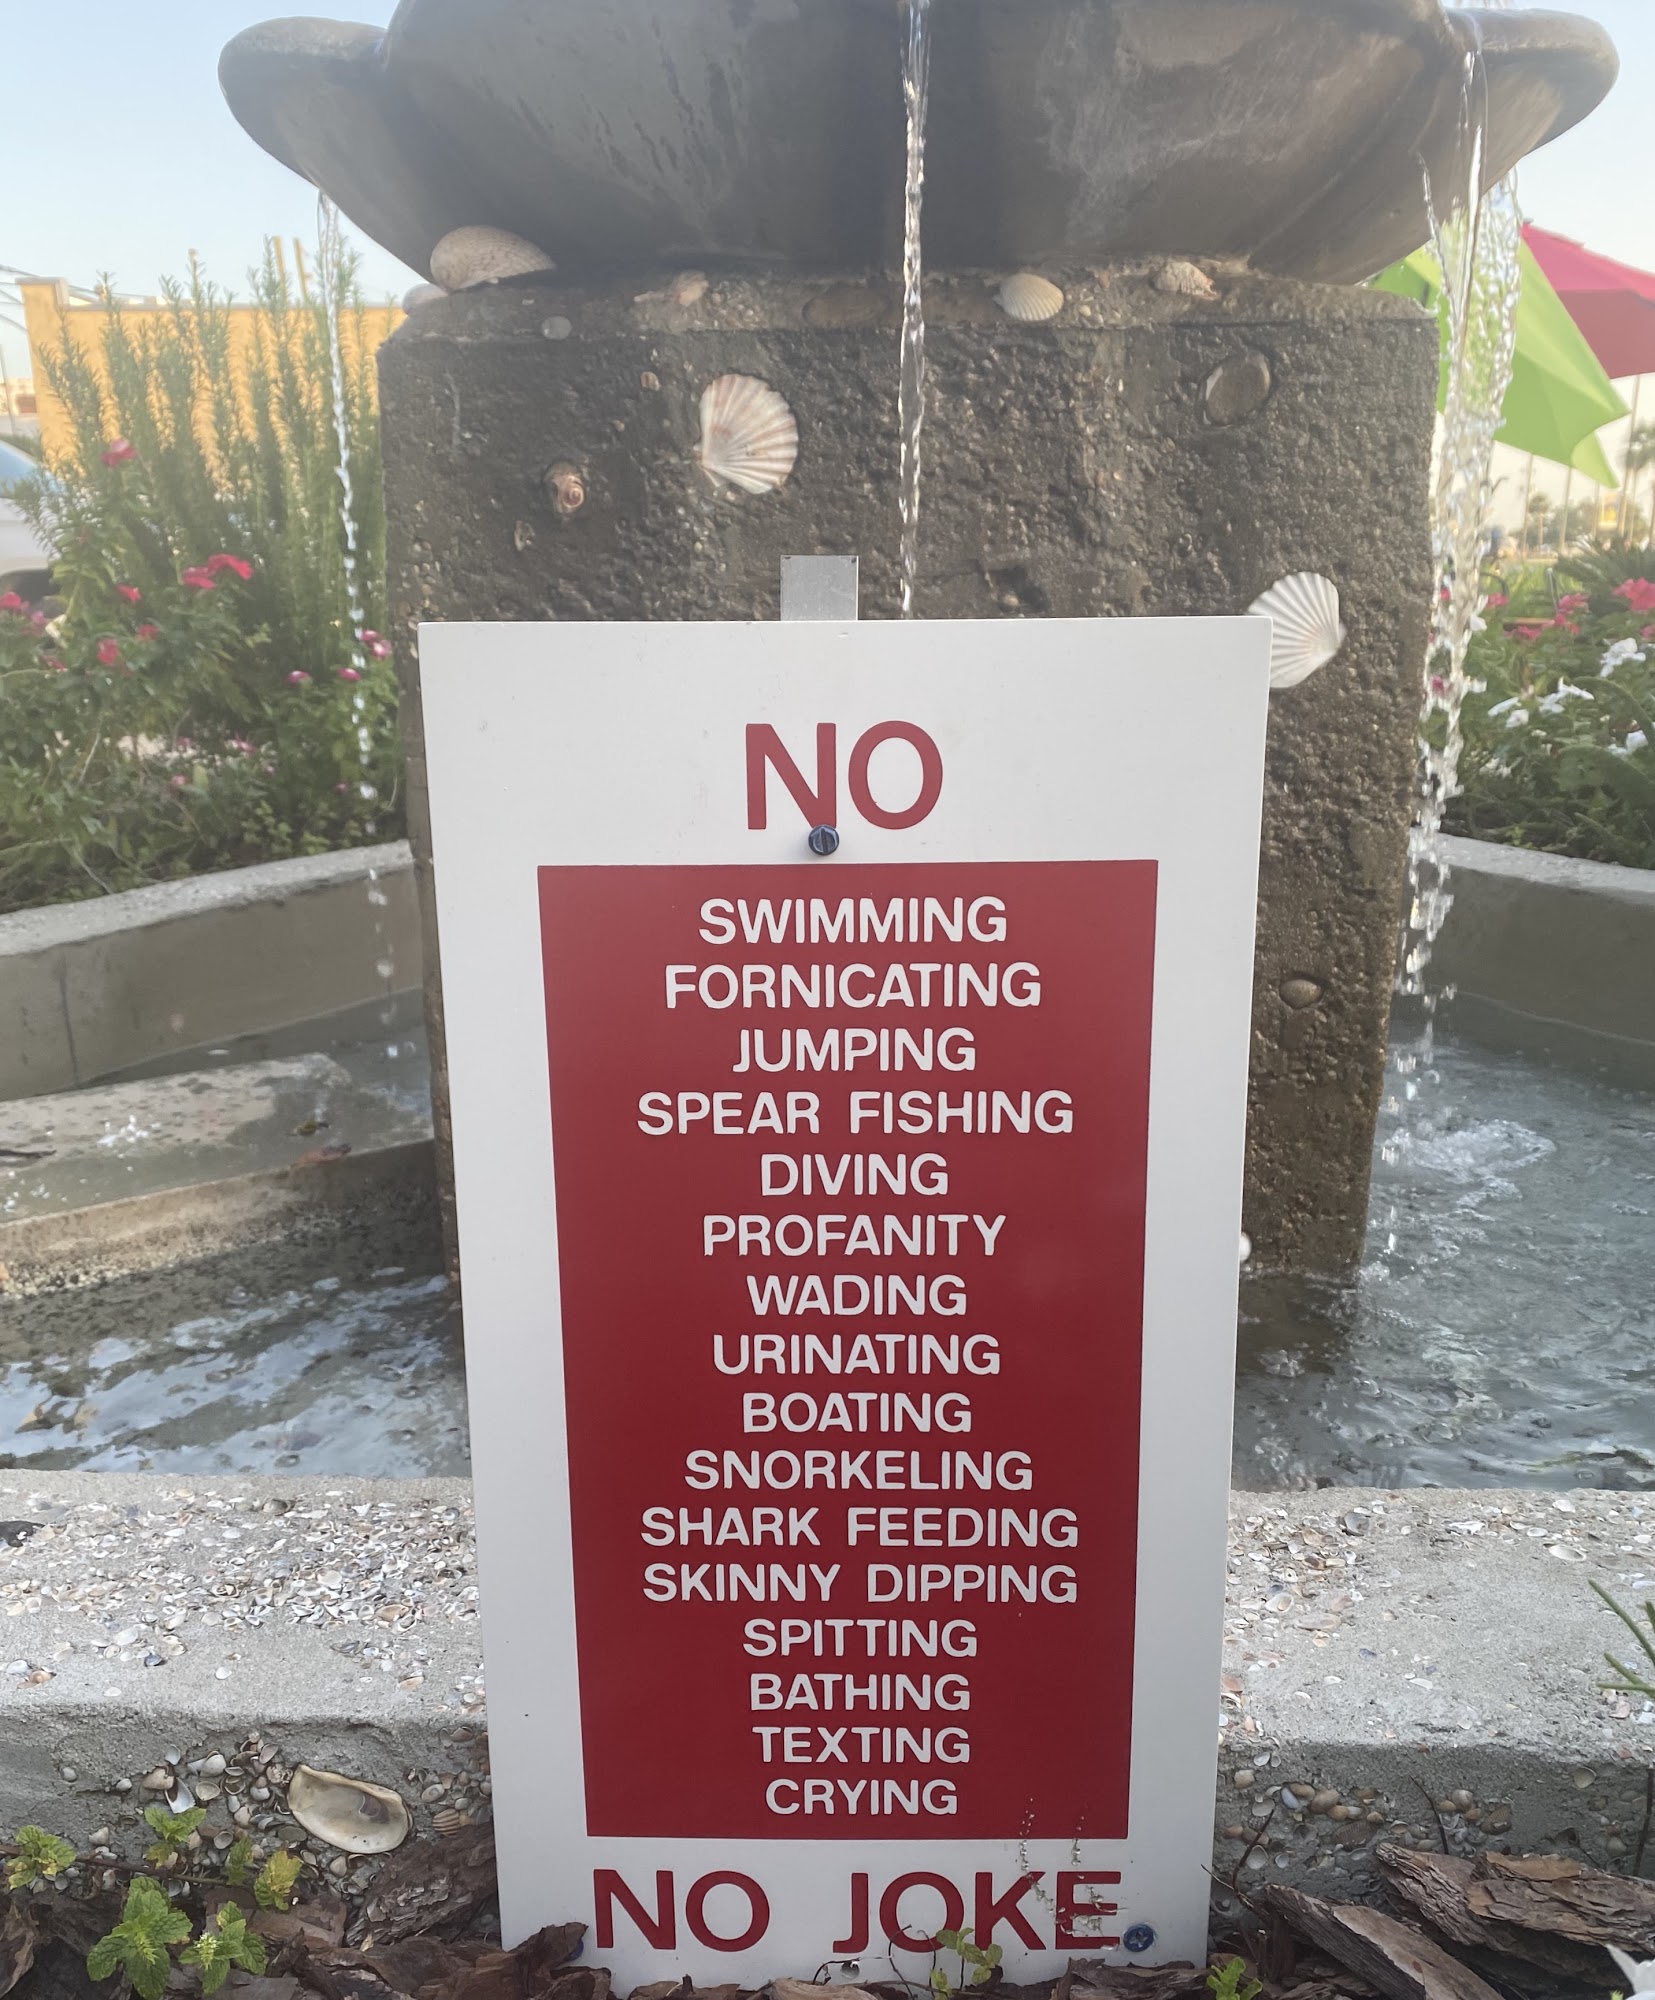 NO
SWIMMING
FORNICATING
JUMPING
SPEAR FISHING
DIVING
PROFANITY
WADING
URINATING
BOATING
SNORKELING
SHARK FEEDING
SKINNY DIPPING
SPITTING
BATHING
TEXTING
CRYING
NO JOKE